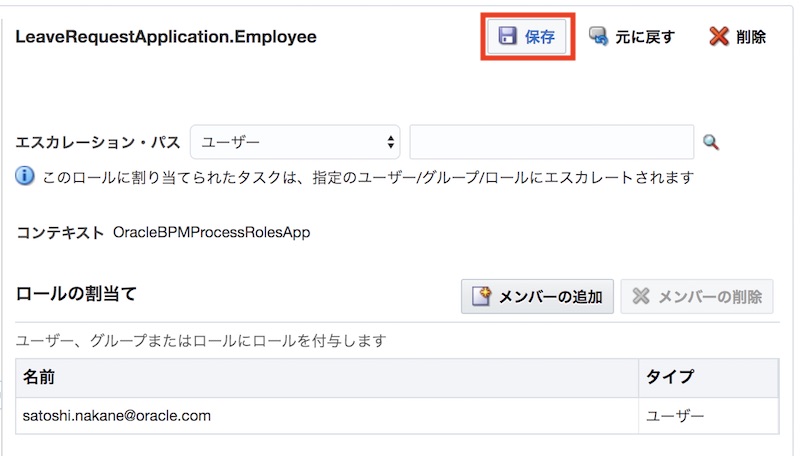 LeaveRequestApplication.Employee 保存 元に戻す 削除
エスカレーション・パス ユーザー
このロールに割り当てられたタスクは、指定のユーザー/グループ/ロールにエスカレートされます
コンテキスト OracleBPMProcessRolesApp
ロールの割当て メンバーの追加 メンバーの削除
ユーザー、グループまたはロールにロールを付与します
名前 タイプ
satoshi.nakane@oracle.com ユーザー